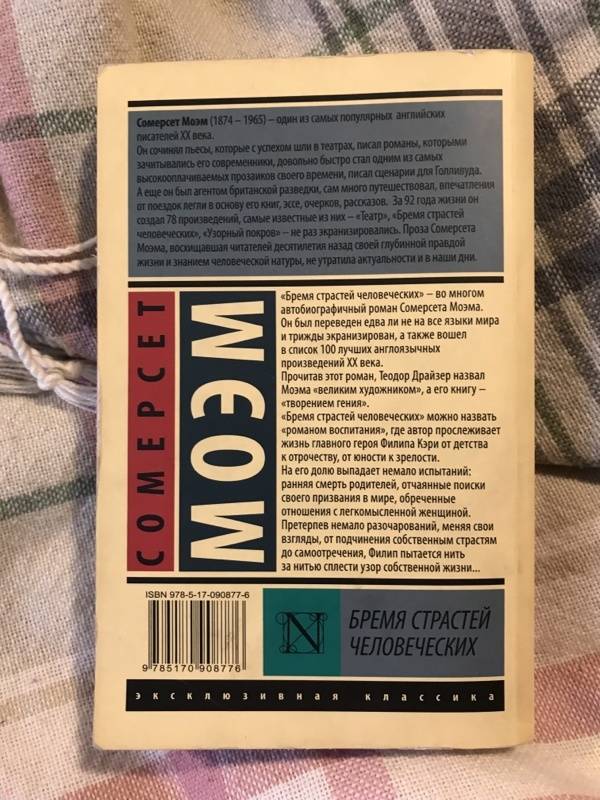 Сомерсет Моэм (1874 – 1965) – один из самых популярных английских
писателей XX века.
Он сочинял пьесы, которые с успехом шли в театрах, писал романы, которыми
зачитывались его современники, довольно быстро стал одним из самых
высокооплачиваемых прозаиков своего времени, писал сценарии для Голливуда.
А еще он был агентом британской разведки, сам много путешествовал, впечатления
от поездок легли в основу его книг, эссе, очерков, рассказов. За 92 года жизни он
создал 78 произведений, самые известные из них – «Театр», «Бремя страстей
человеческих», «Узорный покров» – не раз экранизировались. Проза Сомерсета
Моэма, восхищавшая читателей десятилетия назад своей глубинной правдой
жизни и знанием человеческой натуры, не утратила актуальности и в наши дни.
СОМЕРСЕТ
МОЭМ
«Бремя страстей человеческих» – во многом
автобиографичный роман Сомерсета Моэма.
Он был переведен едва ли не на все языки мира
и трижды экранизирован, а также вошел
в список 100 лучших англоязычных
произведений XX века.
Прочитав этот роман, Теодор Драйзер назвал
Моэма «великим художником», а его книгу –
«творением гения».
«Бремя страстей человеческих» можно назвать
«романом воспитания», где автор прослеживает
жизнь главного героя Филипа Кэри от детства
к отрочеству, от юности к зрелости.
На его долю выпадает немало испытаний:
ранняя смерть родителей, отчаянные поиски
своего призвания в мире, обреченные
отношения с легкомысленной женщиной.
Претерпев немало разочарований, меняя свои
взгляды, от подчинения собственным страстям
до самоотречения, Филип пытается нить
за нитью сплести узор собственной жизни...
ISBN 978-5-17-090877-6
9 785170 908776
N
БРЕМЯ СТРАСТЕЙ
ЧЕЛОВЕЧЕСКИХ
эксклюзивная классика